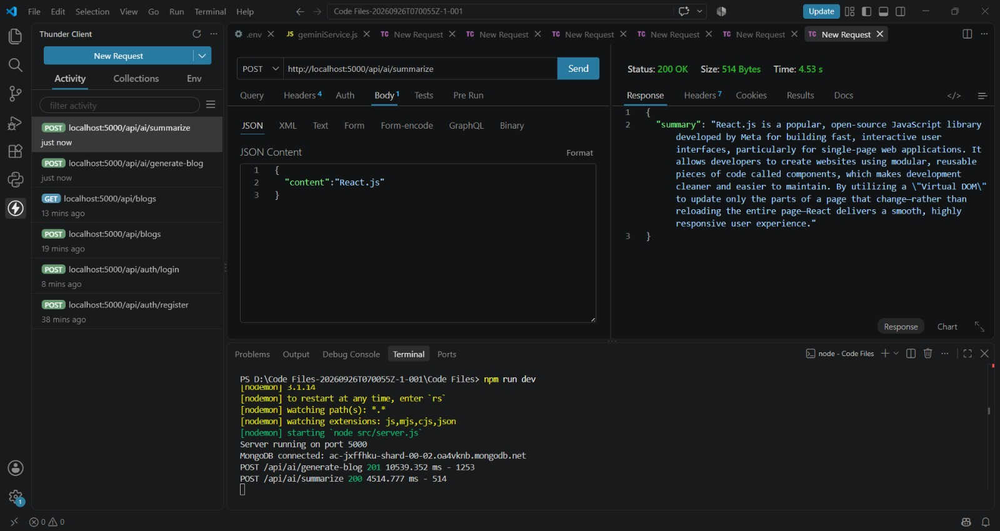 File Edit Selection View Go Run Terminal Help
Code Files-20260926T070055Z-1-001
Update
Thunder Client
New Request
Activity Collections Env
filter activity
POST localhost:5000/api/ai/summarize
just now
POST localhost:5000/api/ai/generate-blog
just now
GET localhost:5000/api/blogs
13 mins ago
POST localhost:5000/api/blogs
19 mins ago
POST localhost:5000/api/auth/login
8 mins ago
POST localhost:5000/api/auth/register
38 mins ago
.env JS geminiService.js TC New Request TC New Request TC New Request TC New Request TC New Request TC New Request
POST http://localhost:5000/api/ai/summarize Send
Query Headers 4 Auth Body 1 Tests Pre Run
JSON XML Text Form Form-encode GraphQL Binary
JSON Content Format
1 {
2 "content":"React.js"
3 }
Status: 200 OK Size: 514 Bytes Time: 4.53 s
Response Headers 7 Cookies Results Docs </>
1 {
2 "summary": "React.js is a popular, open-source JavaScript library
developed by Meta for building fast, interactive user
interfaces, particularly for single-page web applications. It
allows developers to create websites using modular, reusable
pieces of code called components, which makes development
cleaner and easier to maintain. By utilizing a \"Virtual DOM\"
to update only the parts of a page that change—rather than
reloading the entire page—React delivers a smooth, highly
responsive user experience."
3 }
Response Chart
Problems Output Debug Console Terminal Ports
node - Code Files
PS D:\Code Files-20260926T070055Z-1-001\Code Files> npm run dev
[nodemon] 3.1.14
[nodemon] to restart at any time, enter `rs`
[nodemon] watching path(s): *.*
[nodemon] watching extensions: js,mjs,cjs,json
[nodemon] starting `node src/server.js`
Server running on port 5000
MongoDB connected: ac-jxffhku-shard-00-02.oa4vknb.mongodb.net
POST /api/ai/generate-blog 201 10539.352 ms - 1253
POST /api/ai/summarize 200 4514.777 ms - 514
1
0 0